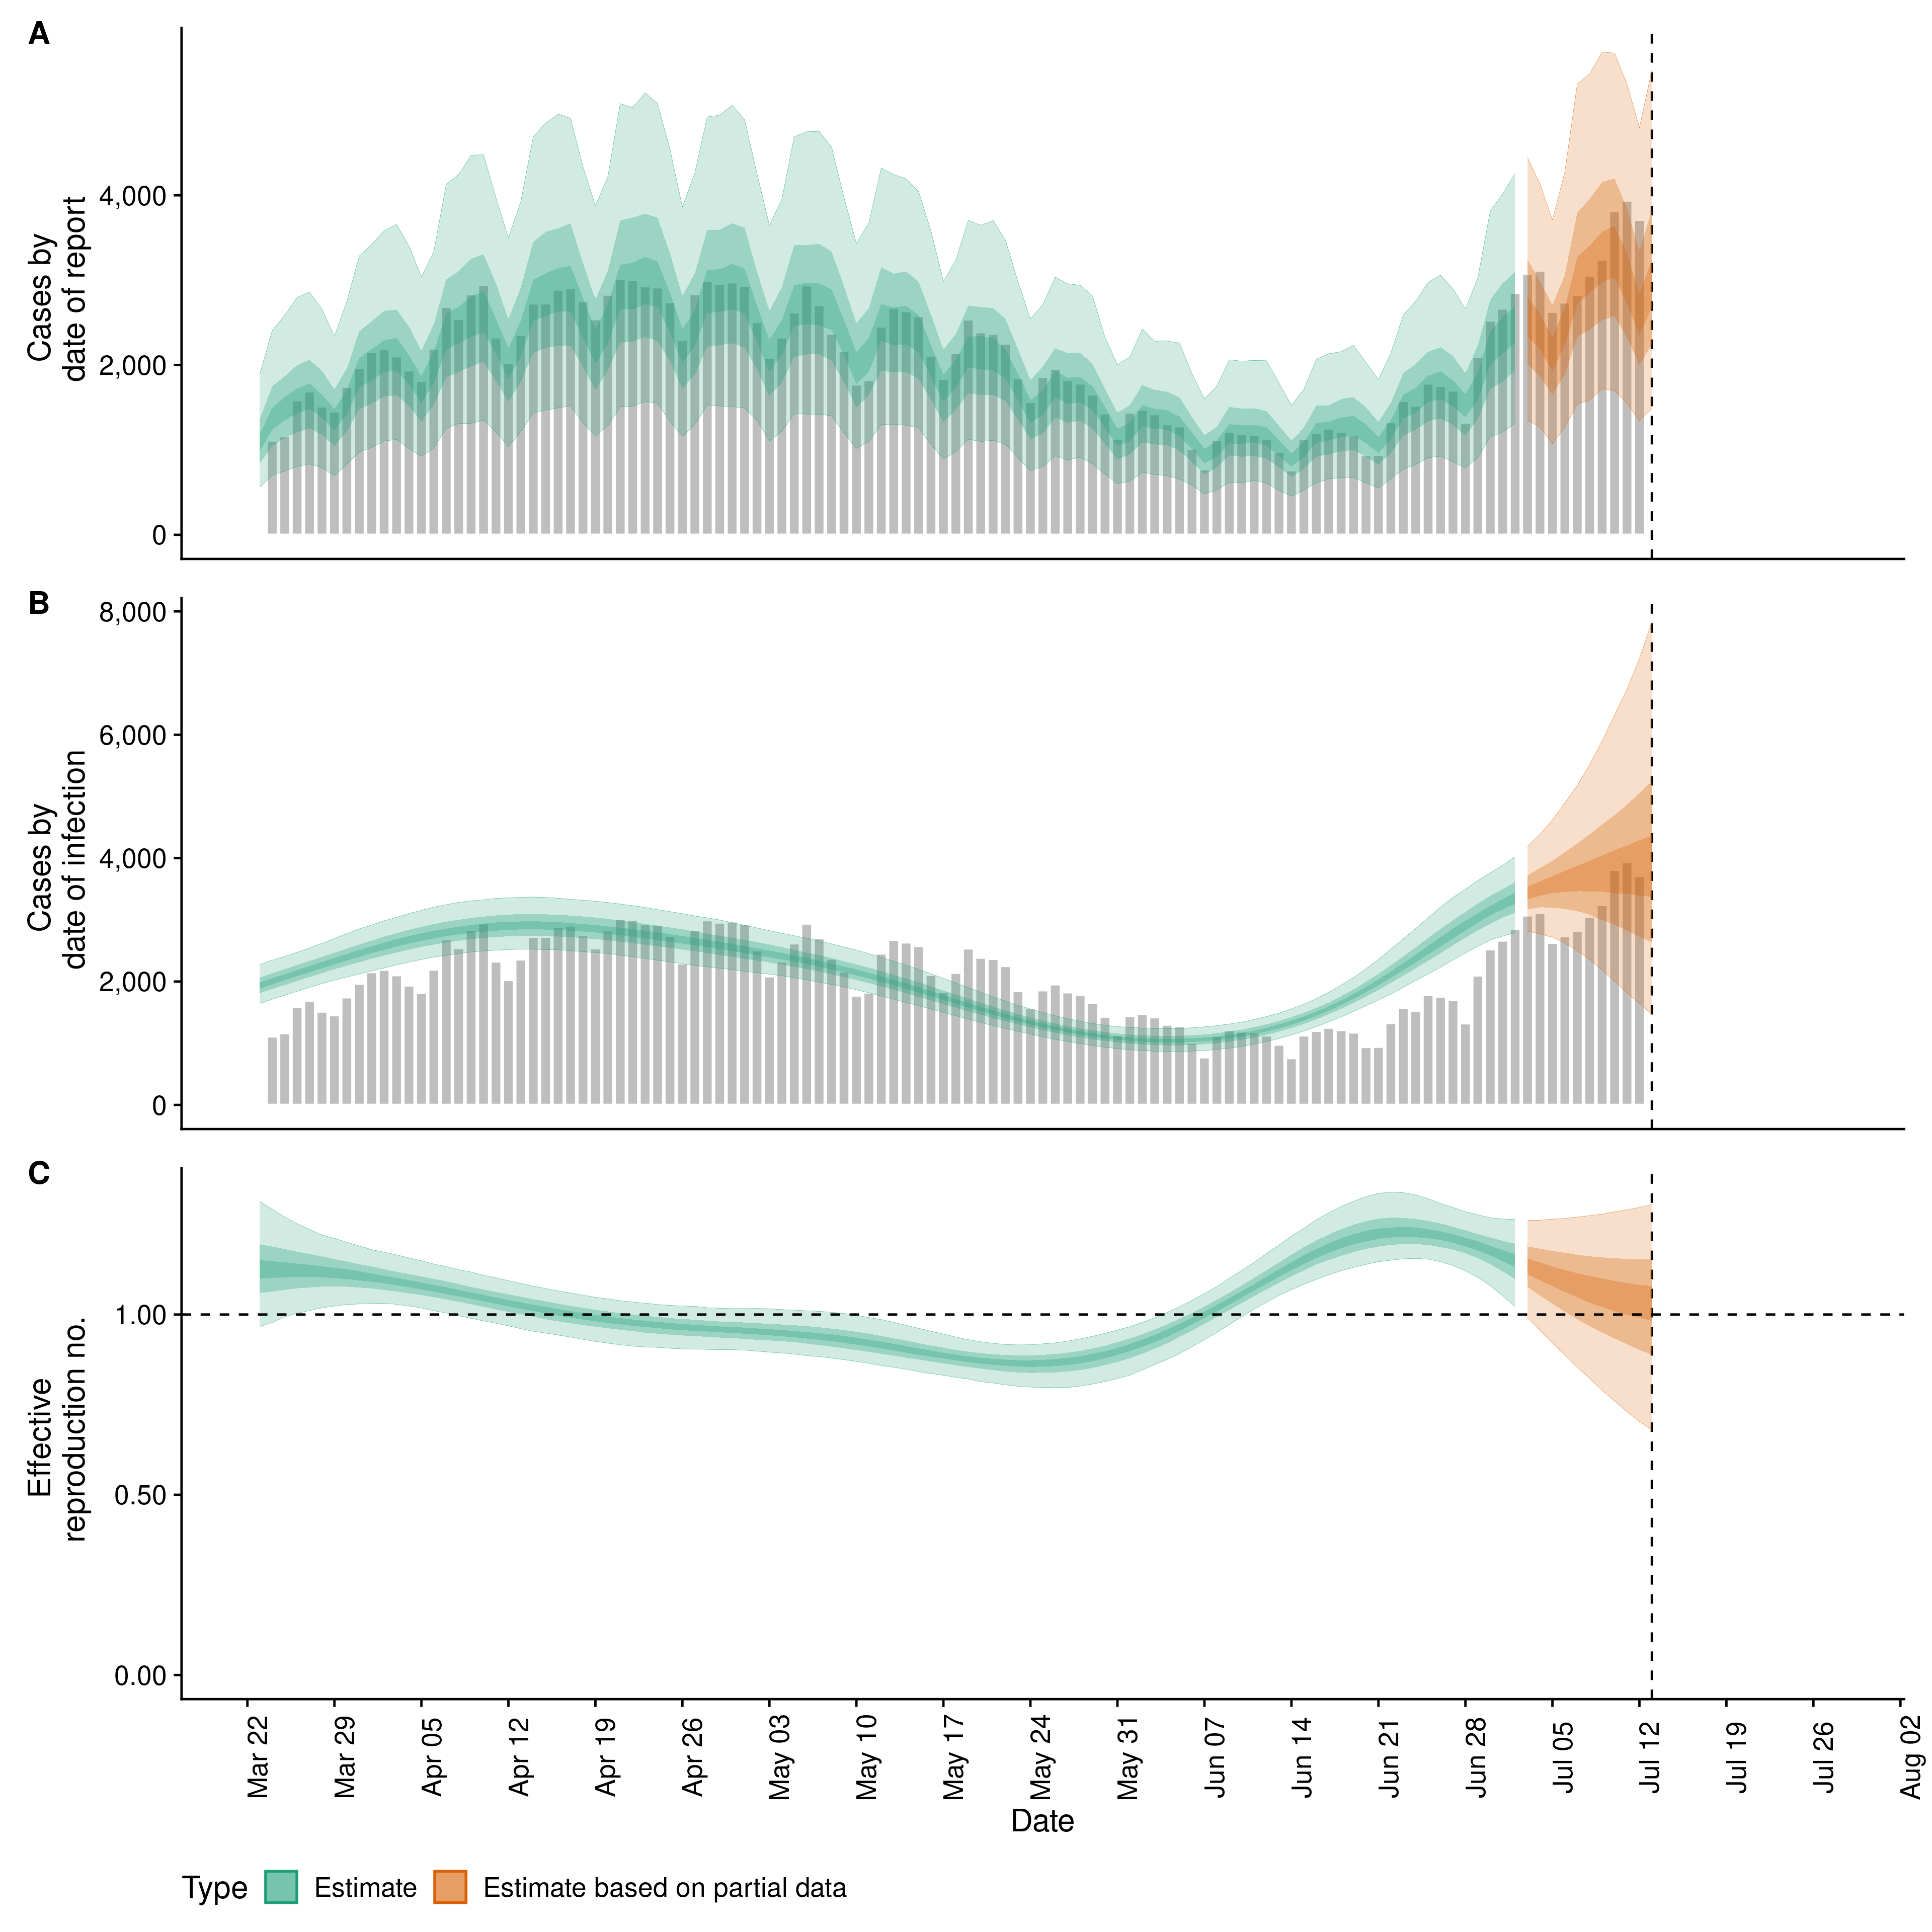 A
Cases by
date of report
4,000
2,000
0
B
Cases by
date of infection
8,000
6,000
4,000
2,000
0
C
Effective
reproduction no.
1.00
0.50
0.00
Mar 22
Mar 29
Apr 05
Apr 12
Apr 19
Apr 26
May 03
May 10
May 17
May 24
May 31
Jun 07
Jun 14
Jun 21
Jun 28
Jul 05
Jul 12
Jul 19
Jul 26
Aug 02
Date
Type Estimate Estimate based on partial data